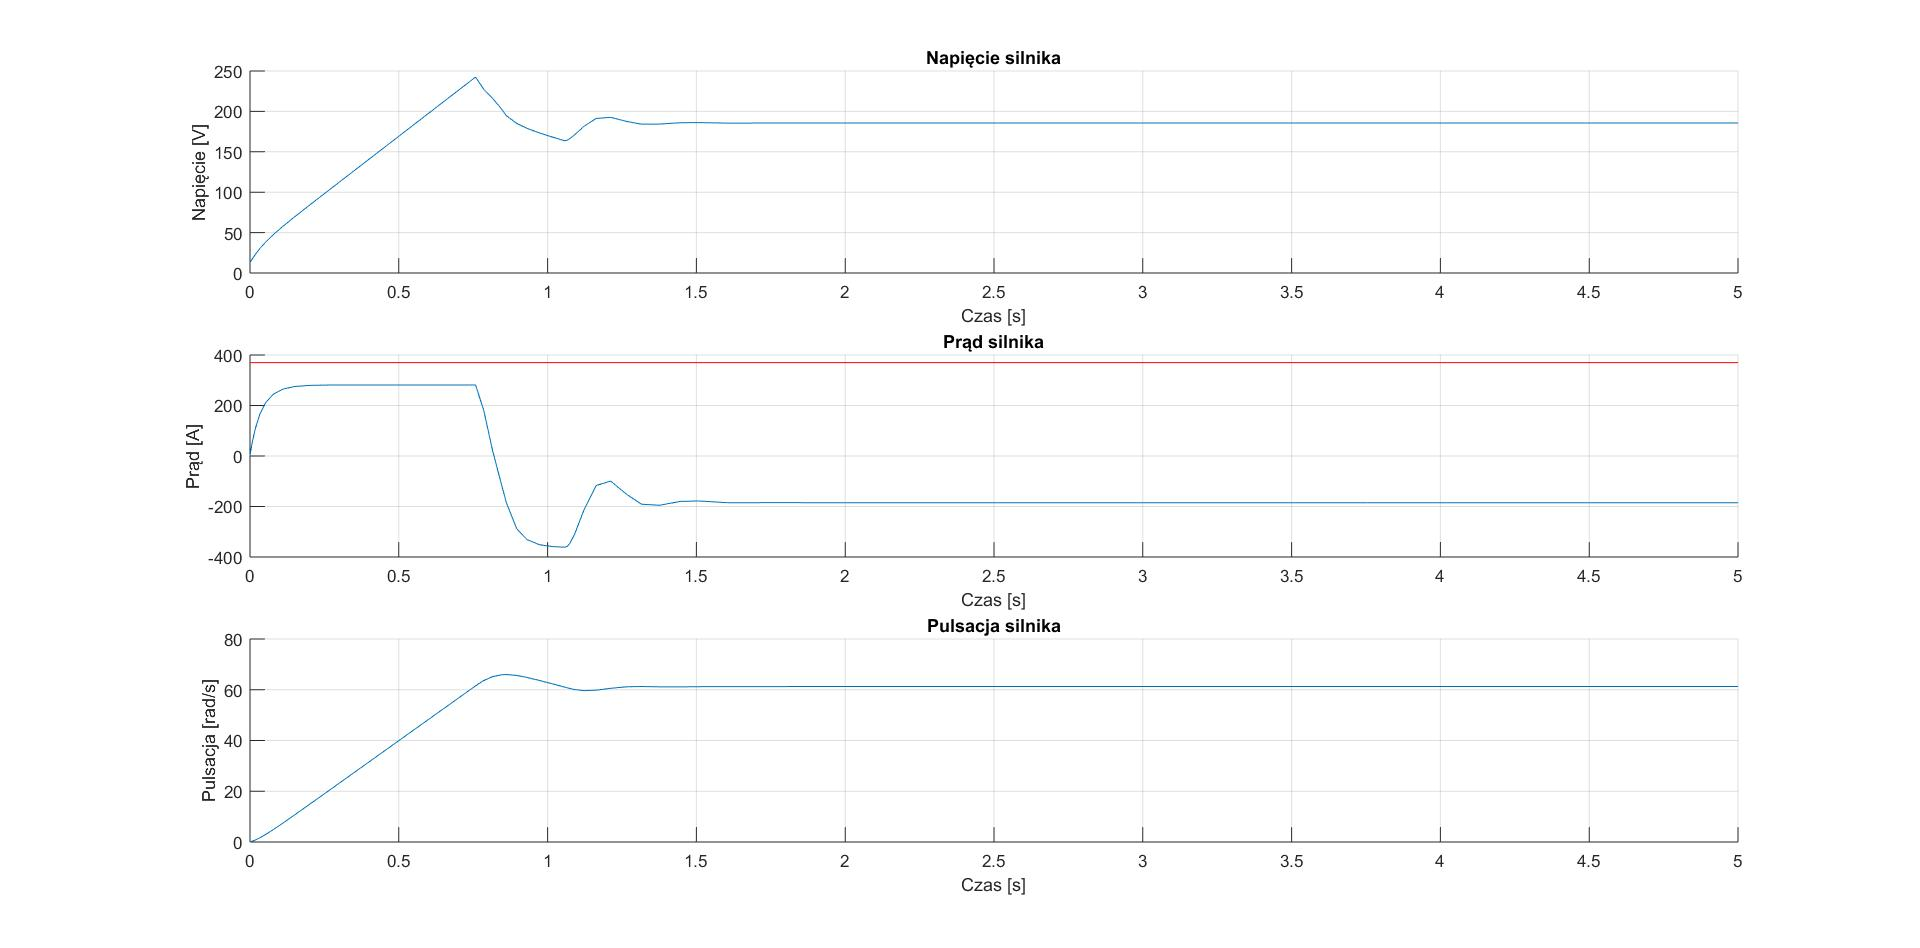 Napięcie silnika
Napięcie [V]
250
200
150
100
50
0
0 0.5 1 1.5 2 2.5 3 3.5 4 4.5 5
Czas [s]
Prąd silnika
Prąd [A]
400
200
0
-200
-400
0 0.5 1 1.5 2 2.5 3 3.5 4 4.5 5
Czas [s]
Pulsacja silnika
Pulsacja [rad/s]
80
60
40
20
0
0 0.5 1 1.5 2 2.5 3 3.5 4 4.5 5
Czas [s]